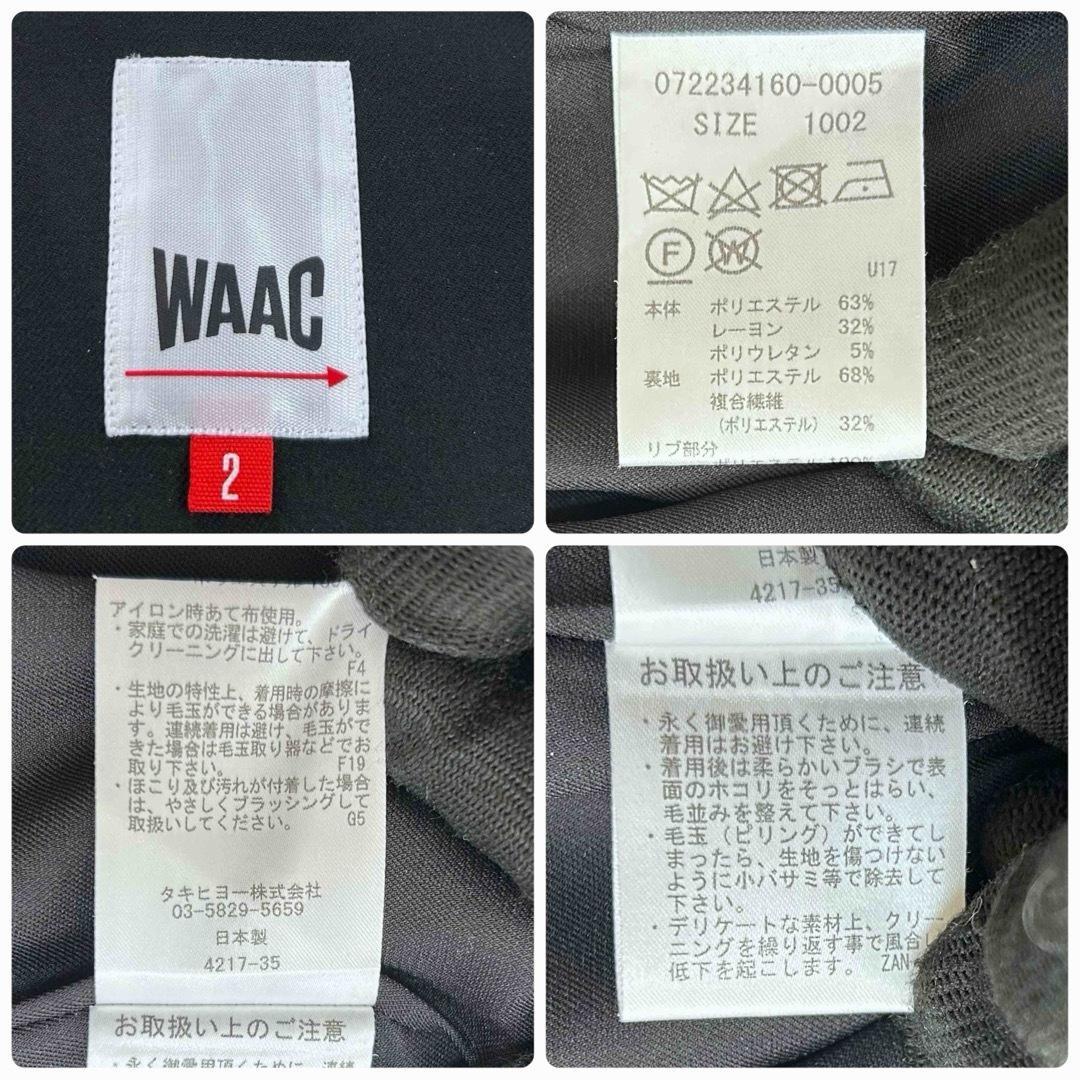 WAAC
2
072234160-0005
SIZE 1002
F
W
U17
本体 ポリエステル 63%
レーヨン 32%
ポリウレタン 5%
裏地 ポリエステル 68%
複合繊維
(ポリエステル) 32%
リブ部分
アイロン時あて布使用。
・家庭での洗濯は避けて、ドライ
クリーニングに出して下さい。
F4
・生地の特性上、着用時の摩擦に
より毛玉ができる場合がありま
す。連続着用は避け、毛玉がで
きた場合は毛玉取り器などでお
取り下さい。 F19
・ほこり及び汚れが付着した場合
は、やさしくブラッシングして
取扱いしてください。 G5
タキヒヨー株式会社
03-5829-5659
日本製
4217-35
お取扱い上のご注意
・永く御愛用頂くために、連続
日本製
4217-35
お取扱い上のご注意
・永く御愛用頂くために、連続
着用はお避け下さい。
・着用後は柔らかいブラシで表
面のホコリをそっとはらい、
毛並みを整えて下さい。
・毛玉（ピリング）ができてし
まったら、生地を傷つけない
ように小バサミ等で除去して
下さい。
・デリケートな素材上、クリー
ニングを繰り返す事で風合い
低下を起こします。 ZAN